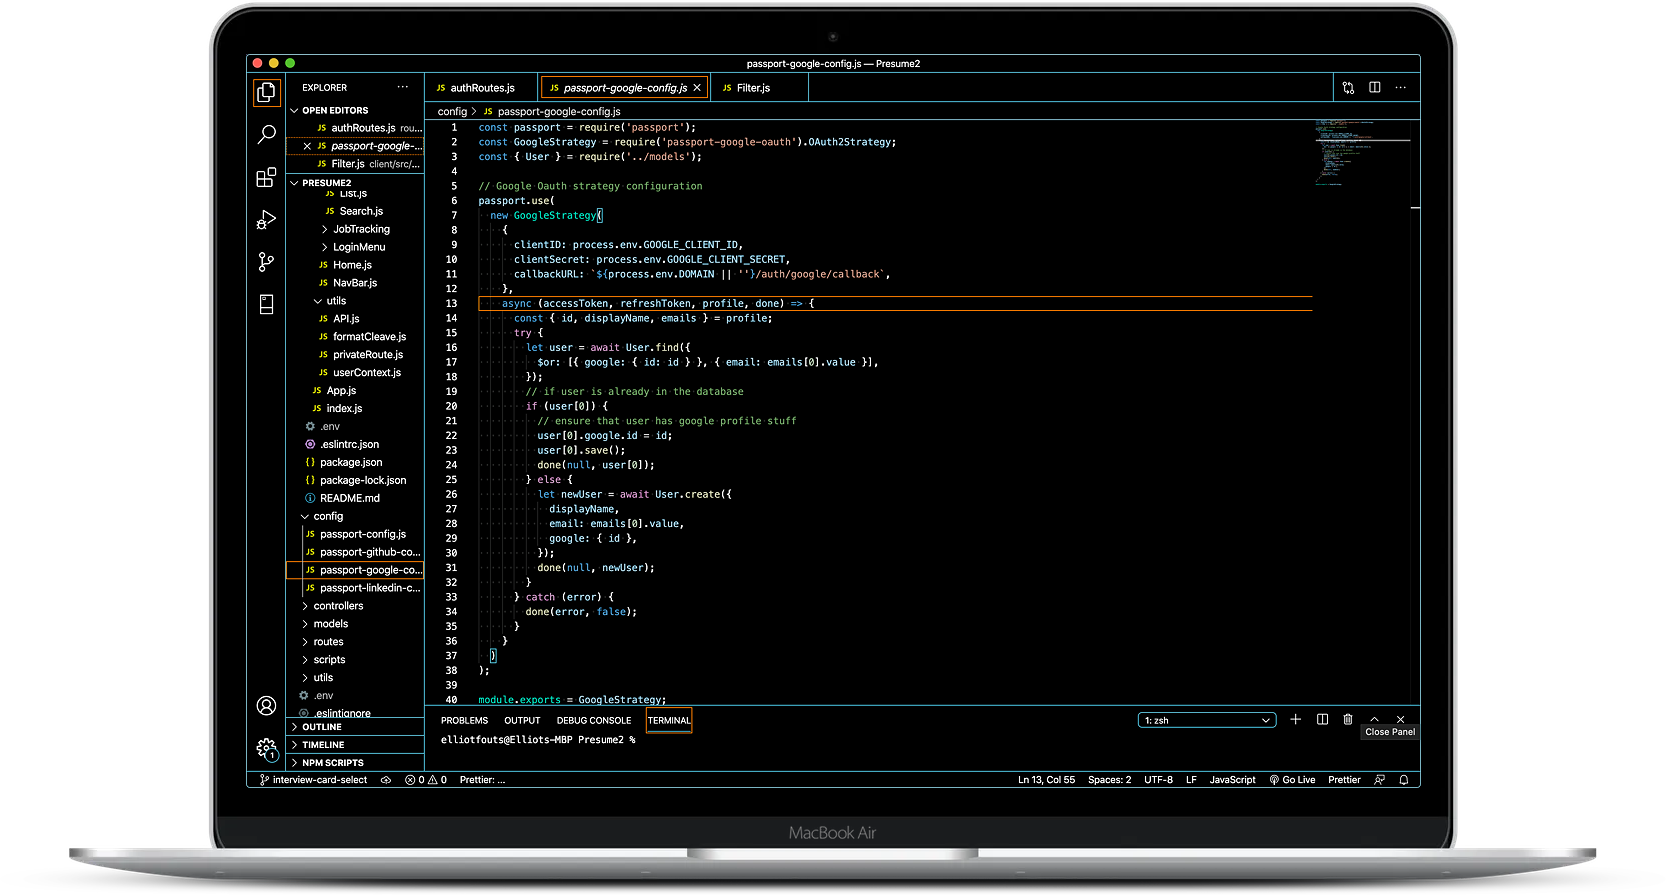 passport-google-config.js — Presume2
EXPLORER ···
OPEN EDITORS
JS authRoutes.js rou...
× JS passport-google-...
JS Filter.js client/src/...
PRESUME2
JS List.js
JS Search.js
JobTracking
LoginMenu
JS Home.js
JS NavBar.js
utils
JS API.js
JS formatCleave.js
JS privateRoute.js
JS userContext.js
JS App.js
JS index.js
.env
.eslintrc.json
{} package.json
{} package-lock.json
README.md
config
JS passport-config.js
JS passport-github-co...
JS passport-google-co...
JS passport-linkedin-c...
controllers
models
routes
scripts
utils
.env
.eslintignore
OUTLINE
TIMELINE
NPM SCRIPTS
1
JS authRoutes.js JS passport-google-config.js × JS Filter.js ···
config > JS passport-google-config.js
1 const passport = require('passport');
2 const GoogleStrategy = require('passport-google-oauth').OAuth2Strategy;
3 const { User } = require('../models');
4
5 // Google Oauth strategy configuration
6 passport.use(
7 new GoogleStrategy(
8 {
9 clientID: process.env.GOOGLE_CLIENT_ID,
10 clientSecret: process.env.GOOGLE_CLIENT_SECRET,
11 callbackURL: `${process.env.DOMAIN || ''}/auth/google/callback`,
12 },
13 async (accessToken, refreshToken, profile, done) => {
14 const { id, displayName, emails } = profile;
15 try {
16 let user = await User.find({
17 $or: [{ google: { id: id } }, { email: emails[0].value }],
18 });
19 // if user is already in the database
20 if (user[0]) {
21 // ensure that user has google profile stuff
22 user[0].google.id = id;
23 user[0].save();
24 done(null, user[0]);
25 } else {
26 let newUser = await User.create({
27 displayName,
28 email: emails[0].value,
29 google: { id },
30 });
31 done(null, newUser);
32 }
33 } catch (error) {
34 done(error, false);
35 }
36 }
37 )
38 );
39
40 module.exports = GoogleStrategy;
PROBLEMS OUTPUT DEBUG CONSOLE TERMINAL 1: zsh
Close Panel
elliotfouts@Elliots-MBP Presume2 %
interview-card-select 0 0 Prettier: ... Ln 13, Col 55 Spaces: 2 UTF-8 LF JavaScript Go Live Prettier
MacBook Air